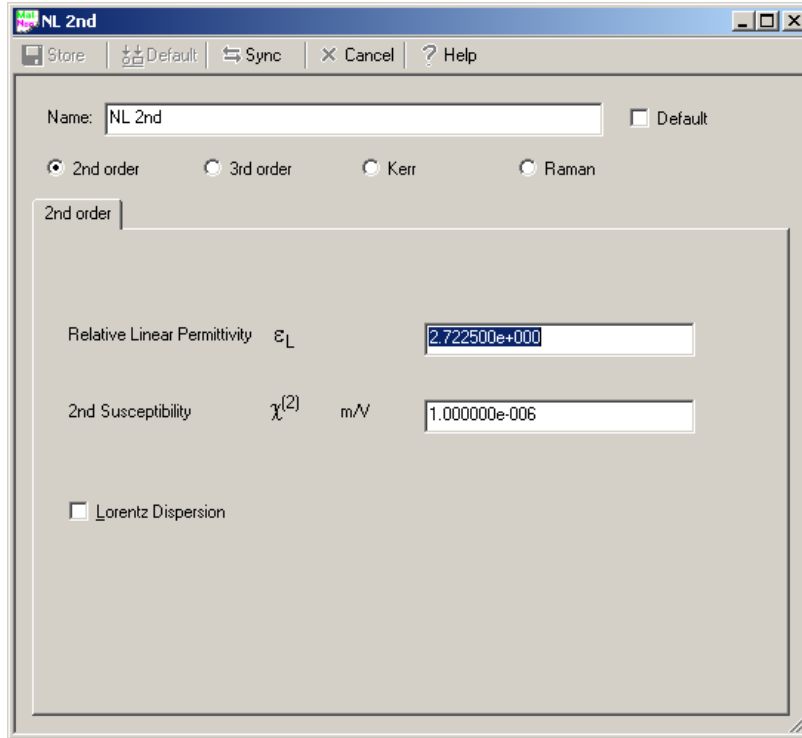 NL 2nd
Store Default Sync Cancel ? Help
Name: NL 2nd Default
2nd order 3rd order Kerr Raman
2nd order
Relative Linear Permittivity εL 2.722500e+000
2nd Susceptibility χ(2) m/V 1.000000e-006
Lorentz Dispersion